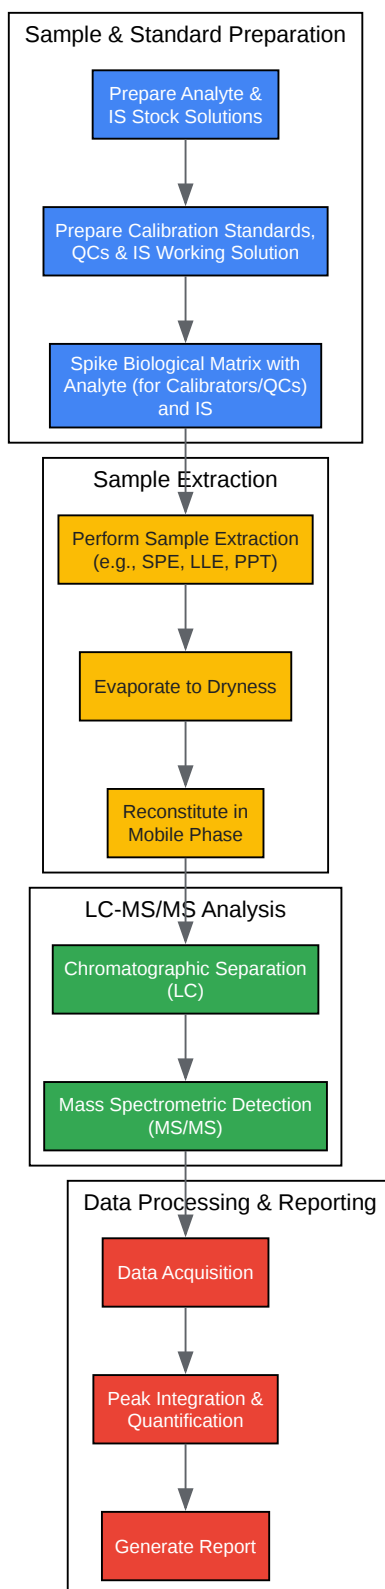 Sample & Standard Preparation
Prepare Analyte &
IS Stock Solutions
Prepare Calibration Standards,
QCs & IS Working Solution
Spike Biological Matrix with
Analyte (for Calibrators/QCs)
and IS
Sample Extraction
Perform Sample Extraction
(e.g., SPE, LLE, PPT)
Evaporate to Dryness
Reconstitute in
Mobile Phase
LC-MS/MS Analysis
Chromatographic Separation
(LC)
Mass Spectrometric Detection
(MS/MS)
Data Processing & Reporting
Data Acquisition
Peak Integration &
Quantification
Generate Report